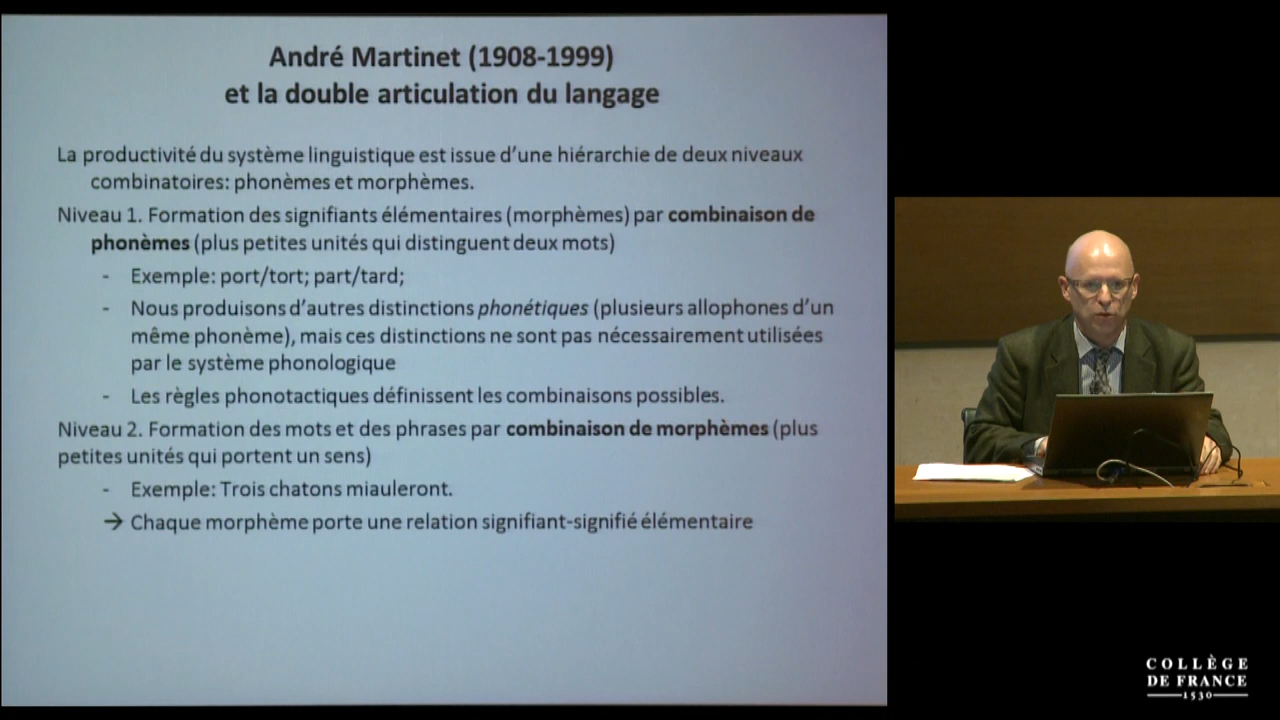 André Martinet (1908-1999)
et la double articulation du langage
La productivité du système linguistique est issue d’une hiérarchie de deux niveaux
combinatoires: phonèmes et morphèmes.
Niveau 1. Formation des signifiants élémentaires (morphèmes) par combinaison de
phonèmes (plus petites unités qui distinguent deux mots)
- Exemple: port/tort; part/tard;
- Nous produisons d’autres distinctions phonétiques (plusieurs allophones d’un
même phonème), mais ces distinctions ne sont pas nécessairement utilisées
par le système phonologique
- Les règles phonotactiques définissent les combinaisons possibles.
Niveau 2. Formation des mots et des phrases par combinaison de morphèmes (plus
petites unités qui portent un sens)
- Exemple: Trois chatons miauleront.
→ Chaque morphème porte une relation signifiant-signifié élémentaire
COLLÈGE
DE FRANCE
1530